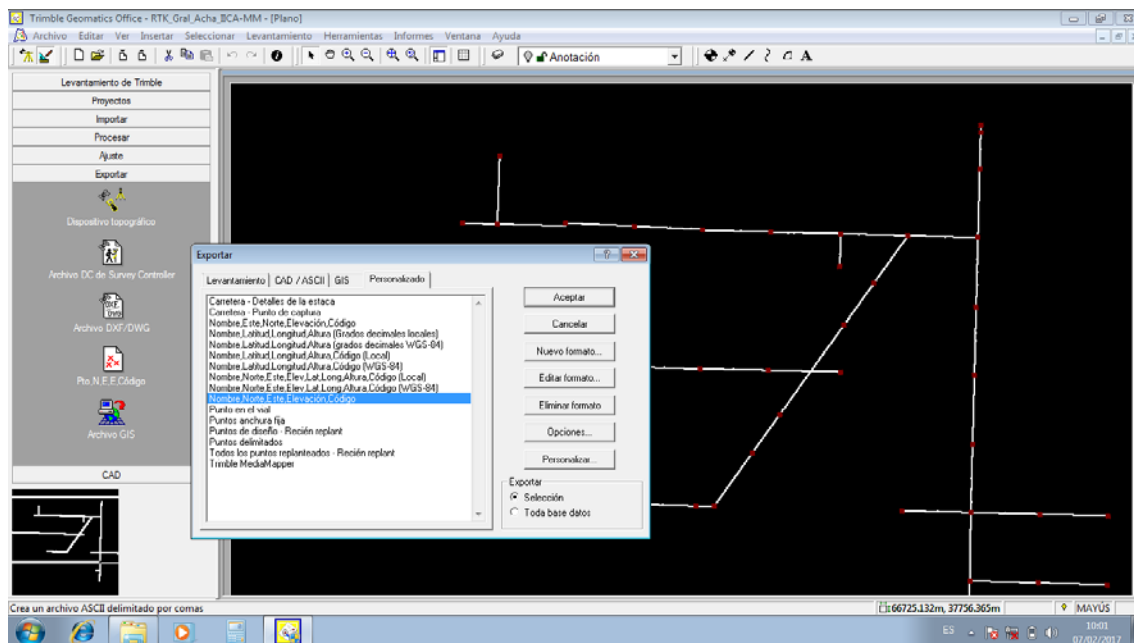 Trimble Geomatics Office - RTK_Gral_Acha_IICA-MM - [Plano]
Archivo Editar Ver Insertar Seleccionar Levantamiento Herramientas Informes Ventana Ayuda
Anotación
Levantamiento de Trimble
Proyectos
Importar
Procesar
Ajuste
Exportar
Dispositivo topográfico
Archivo DC de Survey Controller
Archivo DXF/DWG
Pto,N,E,E,Código
Archivo GIS
CAD
Exportar
Levantamiento CAD / ASCII GIS Personalizado
Carretera - Detalles de la estaca
Carretera - Punto de captura
Nombre,Este,Norte,Elevación,Código
Nombre,Latitud,Longitud,Altura (Grados decimales locales)
Nombre,Latitud,Longitud,Altura (grados decimales WGS-84)
Nombre,Latitud,Longitud,Altura,Código (Local)
Nombre,Latitud,Longitud,Altura,Código (WGS-84)
Nombre,Norte,Este,Elev,Lat,Long,Altura,Código (Local)
Nombre,Norte,Este,Elev,Lat,Long,Altura,Código (WGS-84)
Nombre,Norte,Este,Elevación,Código
Punto en el vial
Puntos anchura fija
Puntos de diseño - Recién replant
Puntos delimitados
Todos los puntos replanteados - Recién replant
Trimble MediaMapper
Aceptar
Cancelar
Nuevo formato...
Editar formato...
Eliminar formato
Opciones...
Personalizar...
Exportar
Selección
Toda base datos
Crea un archivo ASCII delimitado por comas
66725.132m, 37756.365m
MAYÚS
ES
10:01
07/02/2017